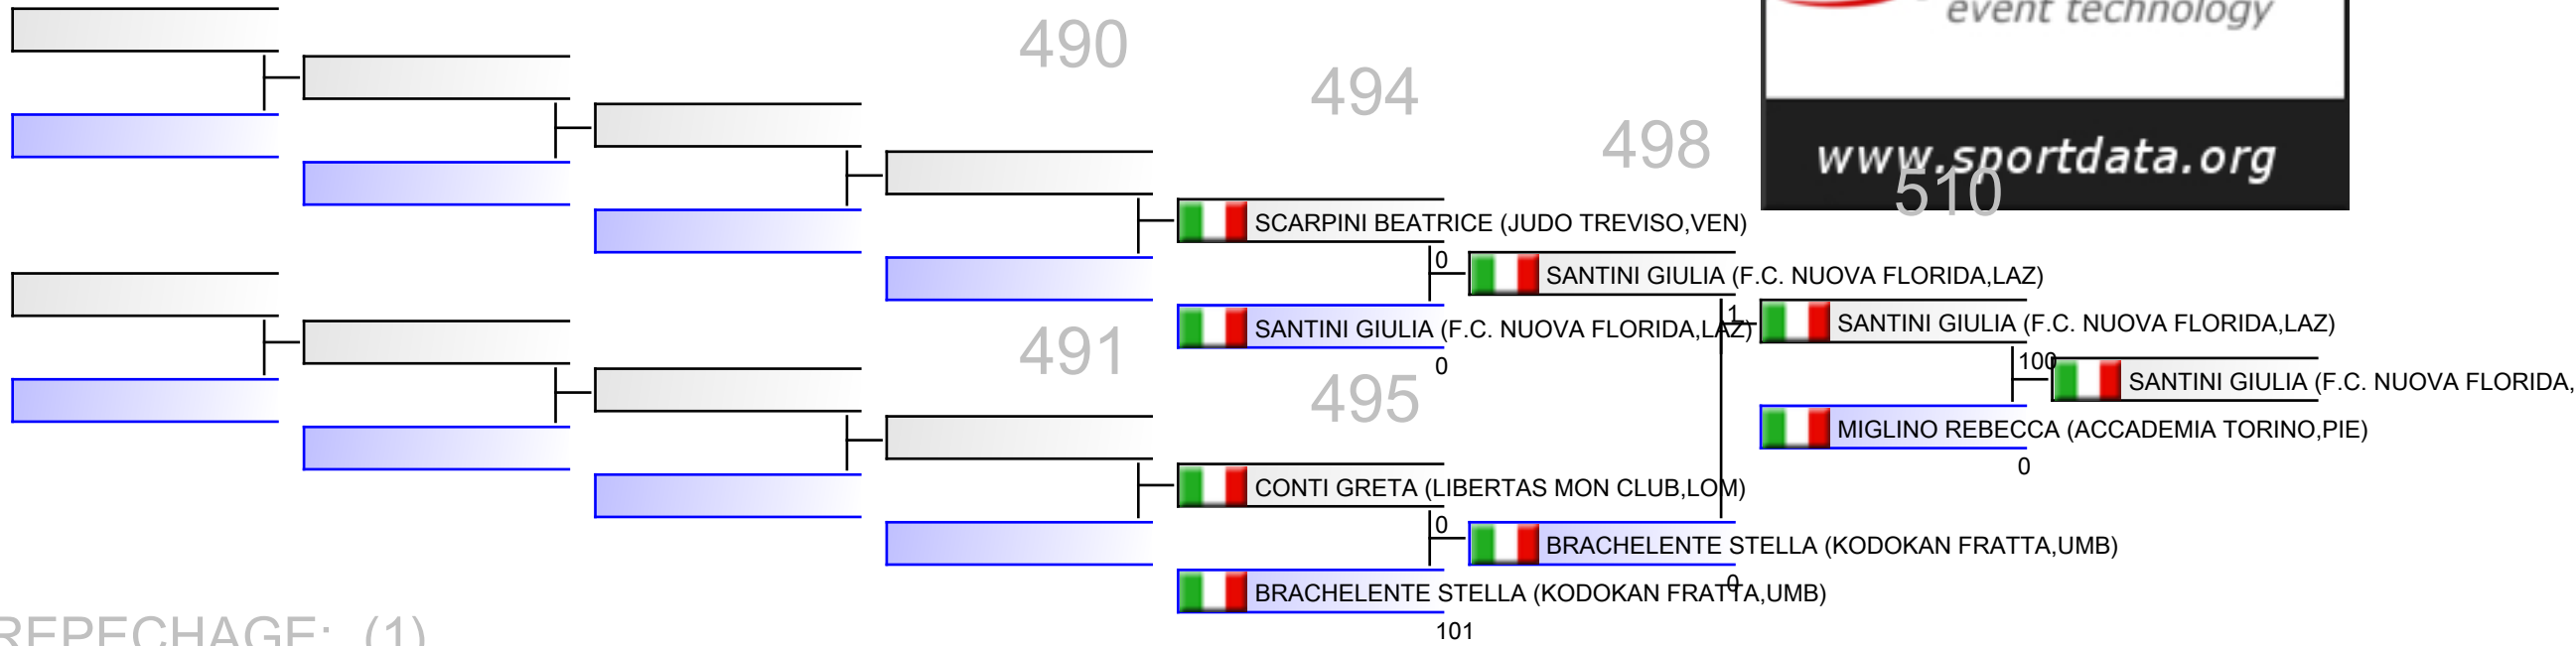 event technology
490
494
498
www.sportdata.org
510
SCARPINI BEATRICE (JUDO TREVISO,VEN)
0
SANTINI GIULIA (F.C. NUOVA FLORIDA,LAZ)
1
SANTINI GIULIA (F.C. NUOVA FLORIDA,LAZ)
SANTINI GIULIA (F.C. NUOVA FLORIDA,LAZ)
491
0
100
495
SANTINI GIULIA (F.C. NUOVA FLORIDA,
MIGLINO REBECCA (ACCADEMIA TORINO,PIE)
0
CONTI GRETA (LIBERTAS MON CLUB,LOM)
0
BRACHELENTE STELLA (KODOKAN FRATTA,UMB)
0
BRACHELENTE STELLA (KODOKAN FRATTA,UMB)
101
REPECHAGE: (1)